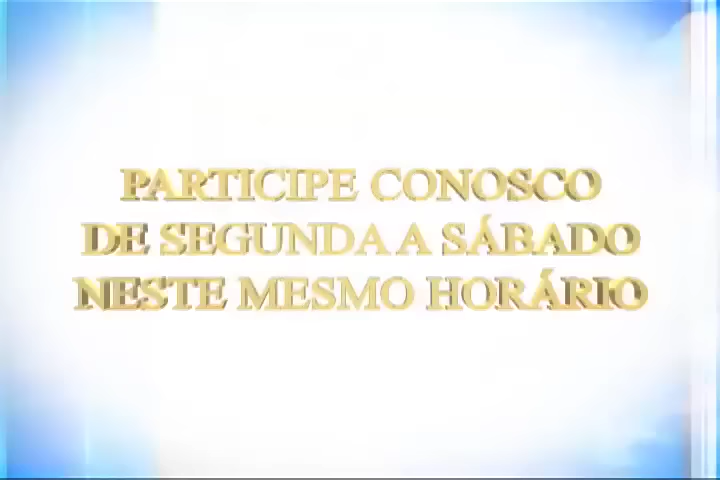 PARTICIPE CONOSCO
DE SEGUNDA A SÁBADO
NESTE MESMO HORÁRIO